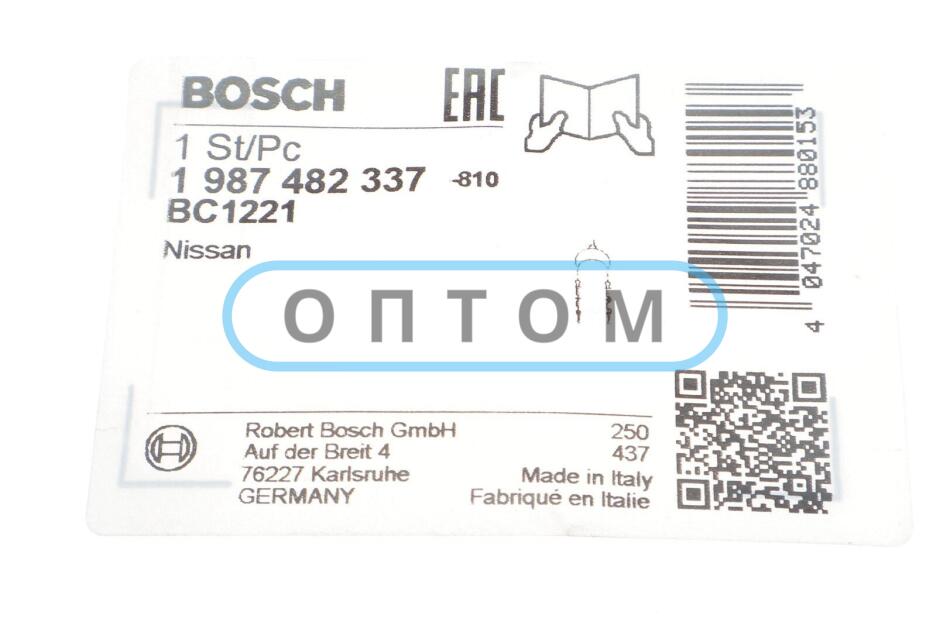 BOSCH
EAC
1 St/Pc
1 987 482 337 -810
BC1221
Nissan
ОПТОМ
4 047024 880153
Robert Bosch GmbH
Auf der Breit 4
76227 Karlsruhe
GERMANY
250
437
Made in Italy
Fabriqué en Italie